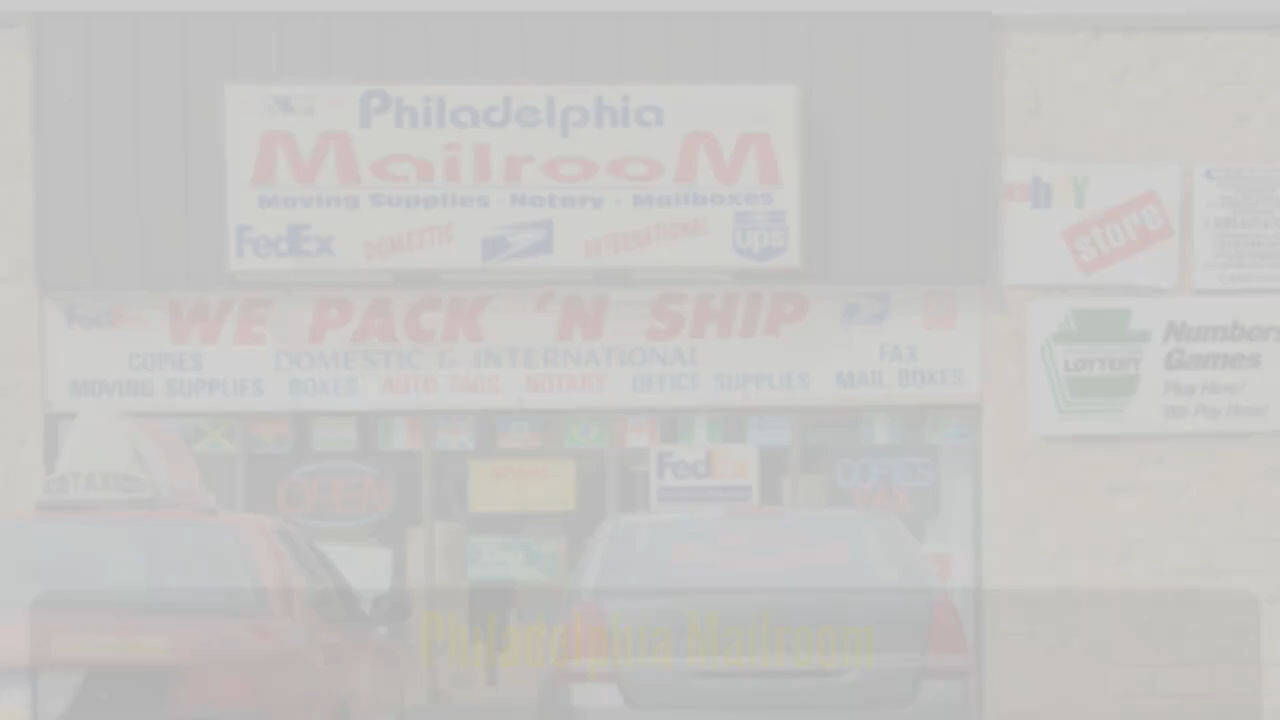 Philadelphia
MailrooM
Moving Supplies - Notary - Mailboxes
FedEx DOMESTIC INTERNATIONAL ups
WE PACK 'N SHIP
FedEx
COPIES DOMESTIC & INTERNATIONAL FAX
MOVING SUPPLIES BOXES AUTO TAGS NOTARY OFFICE SUPPLIES MAIL BOXES
store
LOTTERY
Numbers
Games
Play Here!
We Pay Here!
TAXI
OPEN
FedEx
COPIES
Philadelphia Mailroom